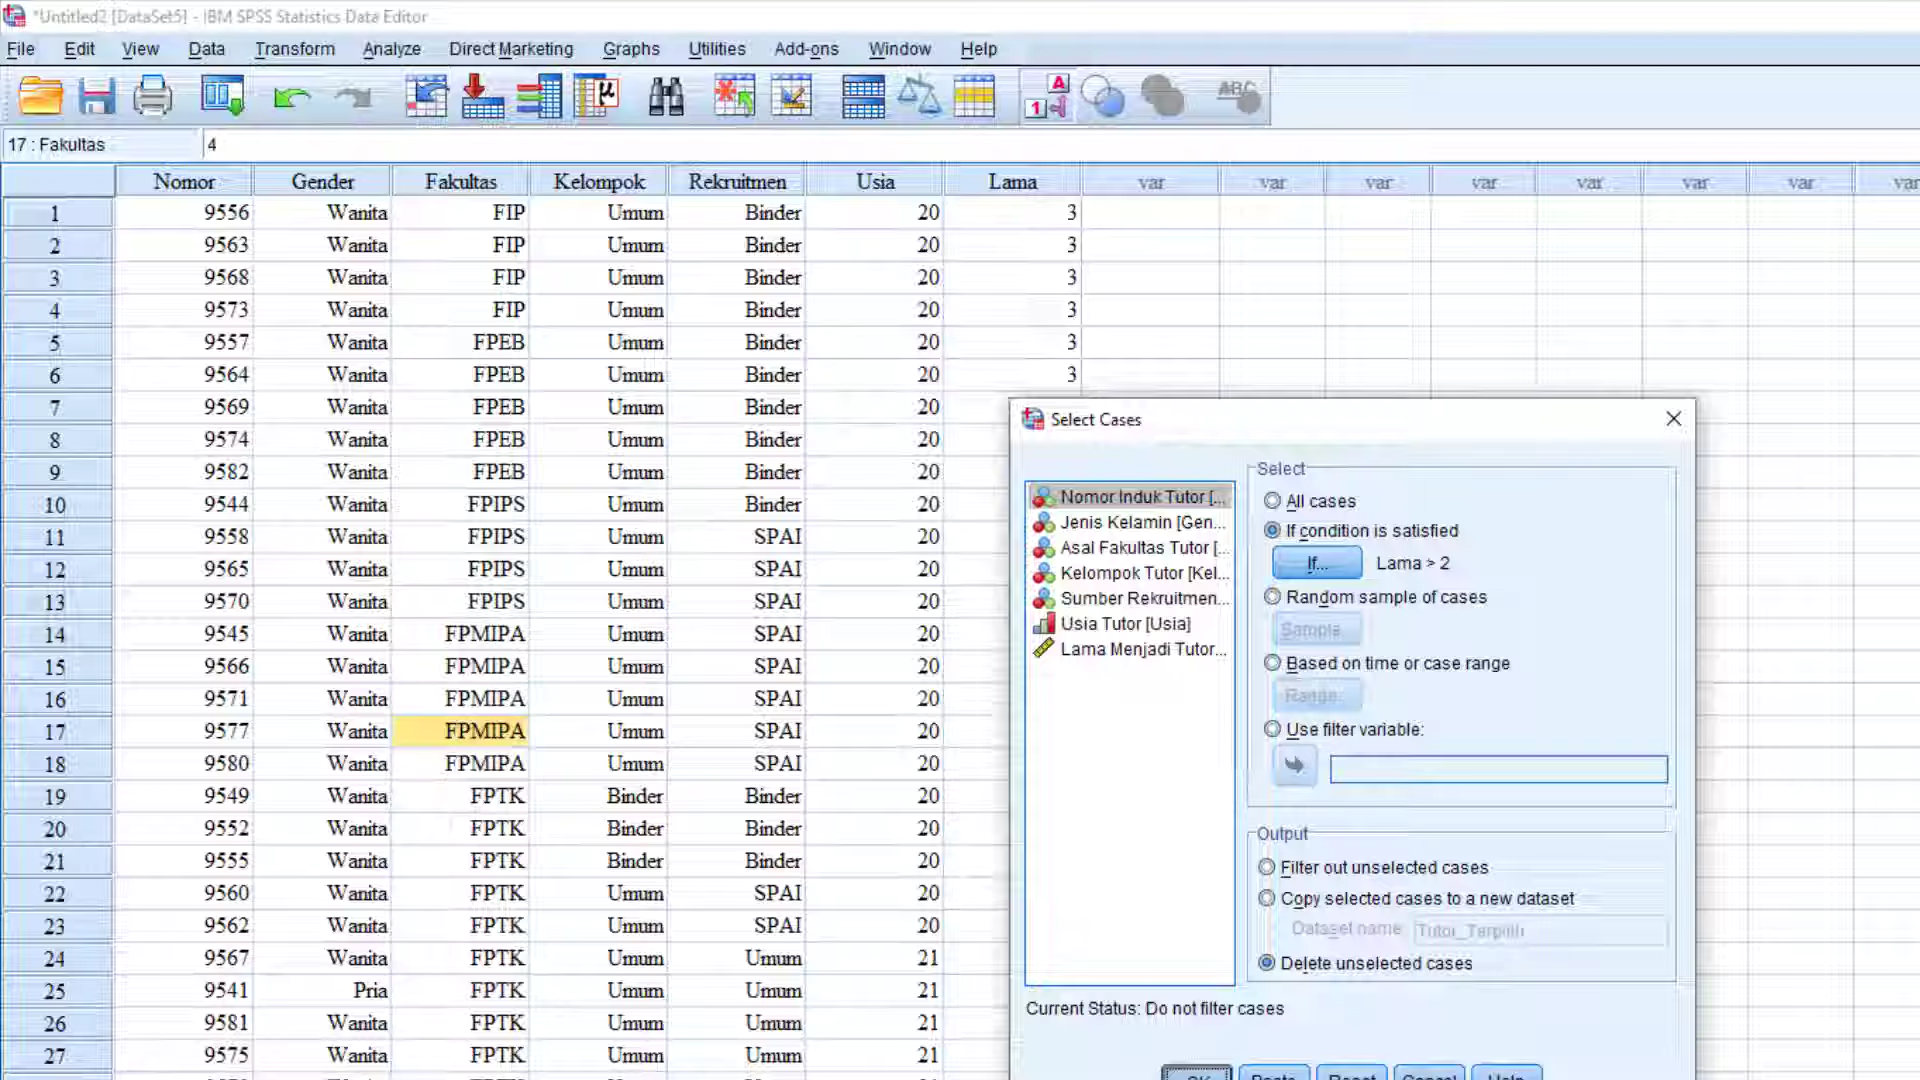 *Untitled2 [DataSet5] - IBM SPSS Statistics Data Editor
File Edit View Data Transform Analyze Direct Marketing Graphs Utilities Add-ons Window Help
17 : Fakultas 4
Nomor Gender Fakultas Kelompok Rekruitmen Usia Lama var var var var var var var var
1 9556 Wanita FIP Umum Binder 20 3
2 9563 Wanita FIP Umum Binder 20 3
3 9568 Wanita FIP Umum Binder 20 3
4 9573 Wanita FIP Umum Binder 20 3
5 9557 Wanita FPEB Umum Binder 20 3
6 9564 Wanita FPEB Umum Binder 20 3
7 9569 Wanita FPEB Umum Binder 20
8 9574 Wanita FPEB Umum Binder 20
9 9582 Wanita FPEB Umum Binder 20
10 9544 Wanita FPIPS Umum Binder 20
11 9558 Wanita FPIPS Umum SPAI 20
12 9565 Wanita FPIPS Umum SPAI 20
13 9570 Wanita FPIPS Umum SPAI 20
14 9545 Wanita FPMIPA Umum SPAI 20
15 9566 Wanita FPMIPA Umum SPAI 20
16 9571 Wanita FPMIPA Umum SPAI 20
17 9577 Wanita FPMIPA Umum SPAI 20
18 9580 Wanita FPMIPA Umum SPAI 20
19 9549 Wanita FPTK Binder Binder 20
20 9552 Wanita FPTK Binder Binder 20
21 9555 Wanita FPTK Binder Binder 20
22 9560 Wanita FPTK Umum SPAI 20
23 9562 Wanita FPTK Umum SPAI 20
24 9567 Wanita FPTK Umum Umum 21
25 9541 Pria FPTK Umum Umum 21
26 9581 Wanita FPTK Umum Umum 21
27 9575 Wanita FPTK Umum Umum 21
Select Cases
Nomor Induk Tutor [...
Jenis Kelamin [Gen...
Asal Fakultas Tutor [...
Kelompok Tutor [Kel...
Sumber Rekruitmen...
Usia Tutor [Usia]
Lama Menjadi Tutor...
Select
All cases
If condition is satisfied
If... Lama > 2
Random sample of cases
Sample...
Based on time or case range
Range...
Use filter variable:
Output
Filter out unselected cases
Copy selected cases to a new dataset
Dataset name:
Delete unselected cases
Current Status: Do not filter cases
OK Paste Reset Cancel Help